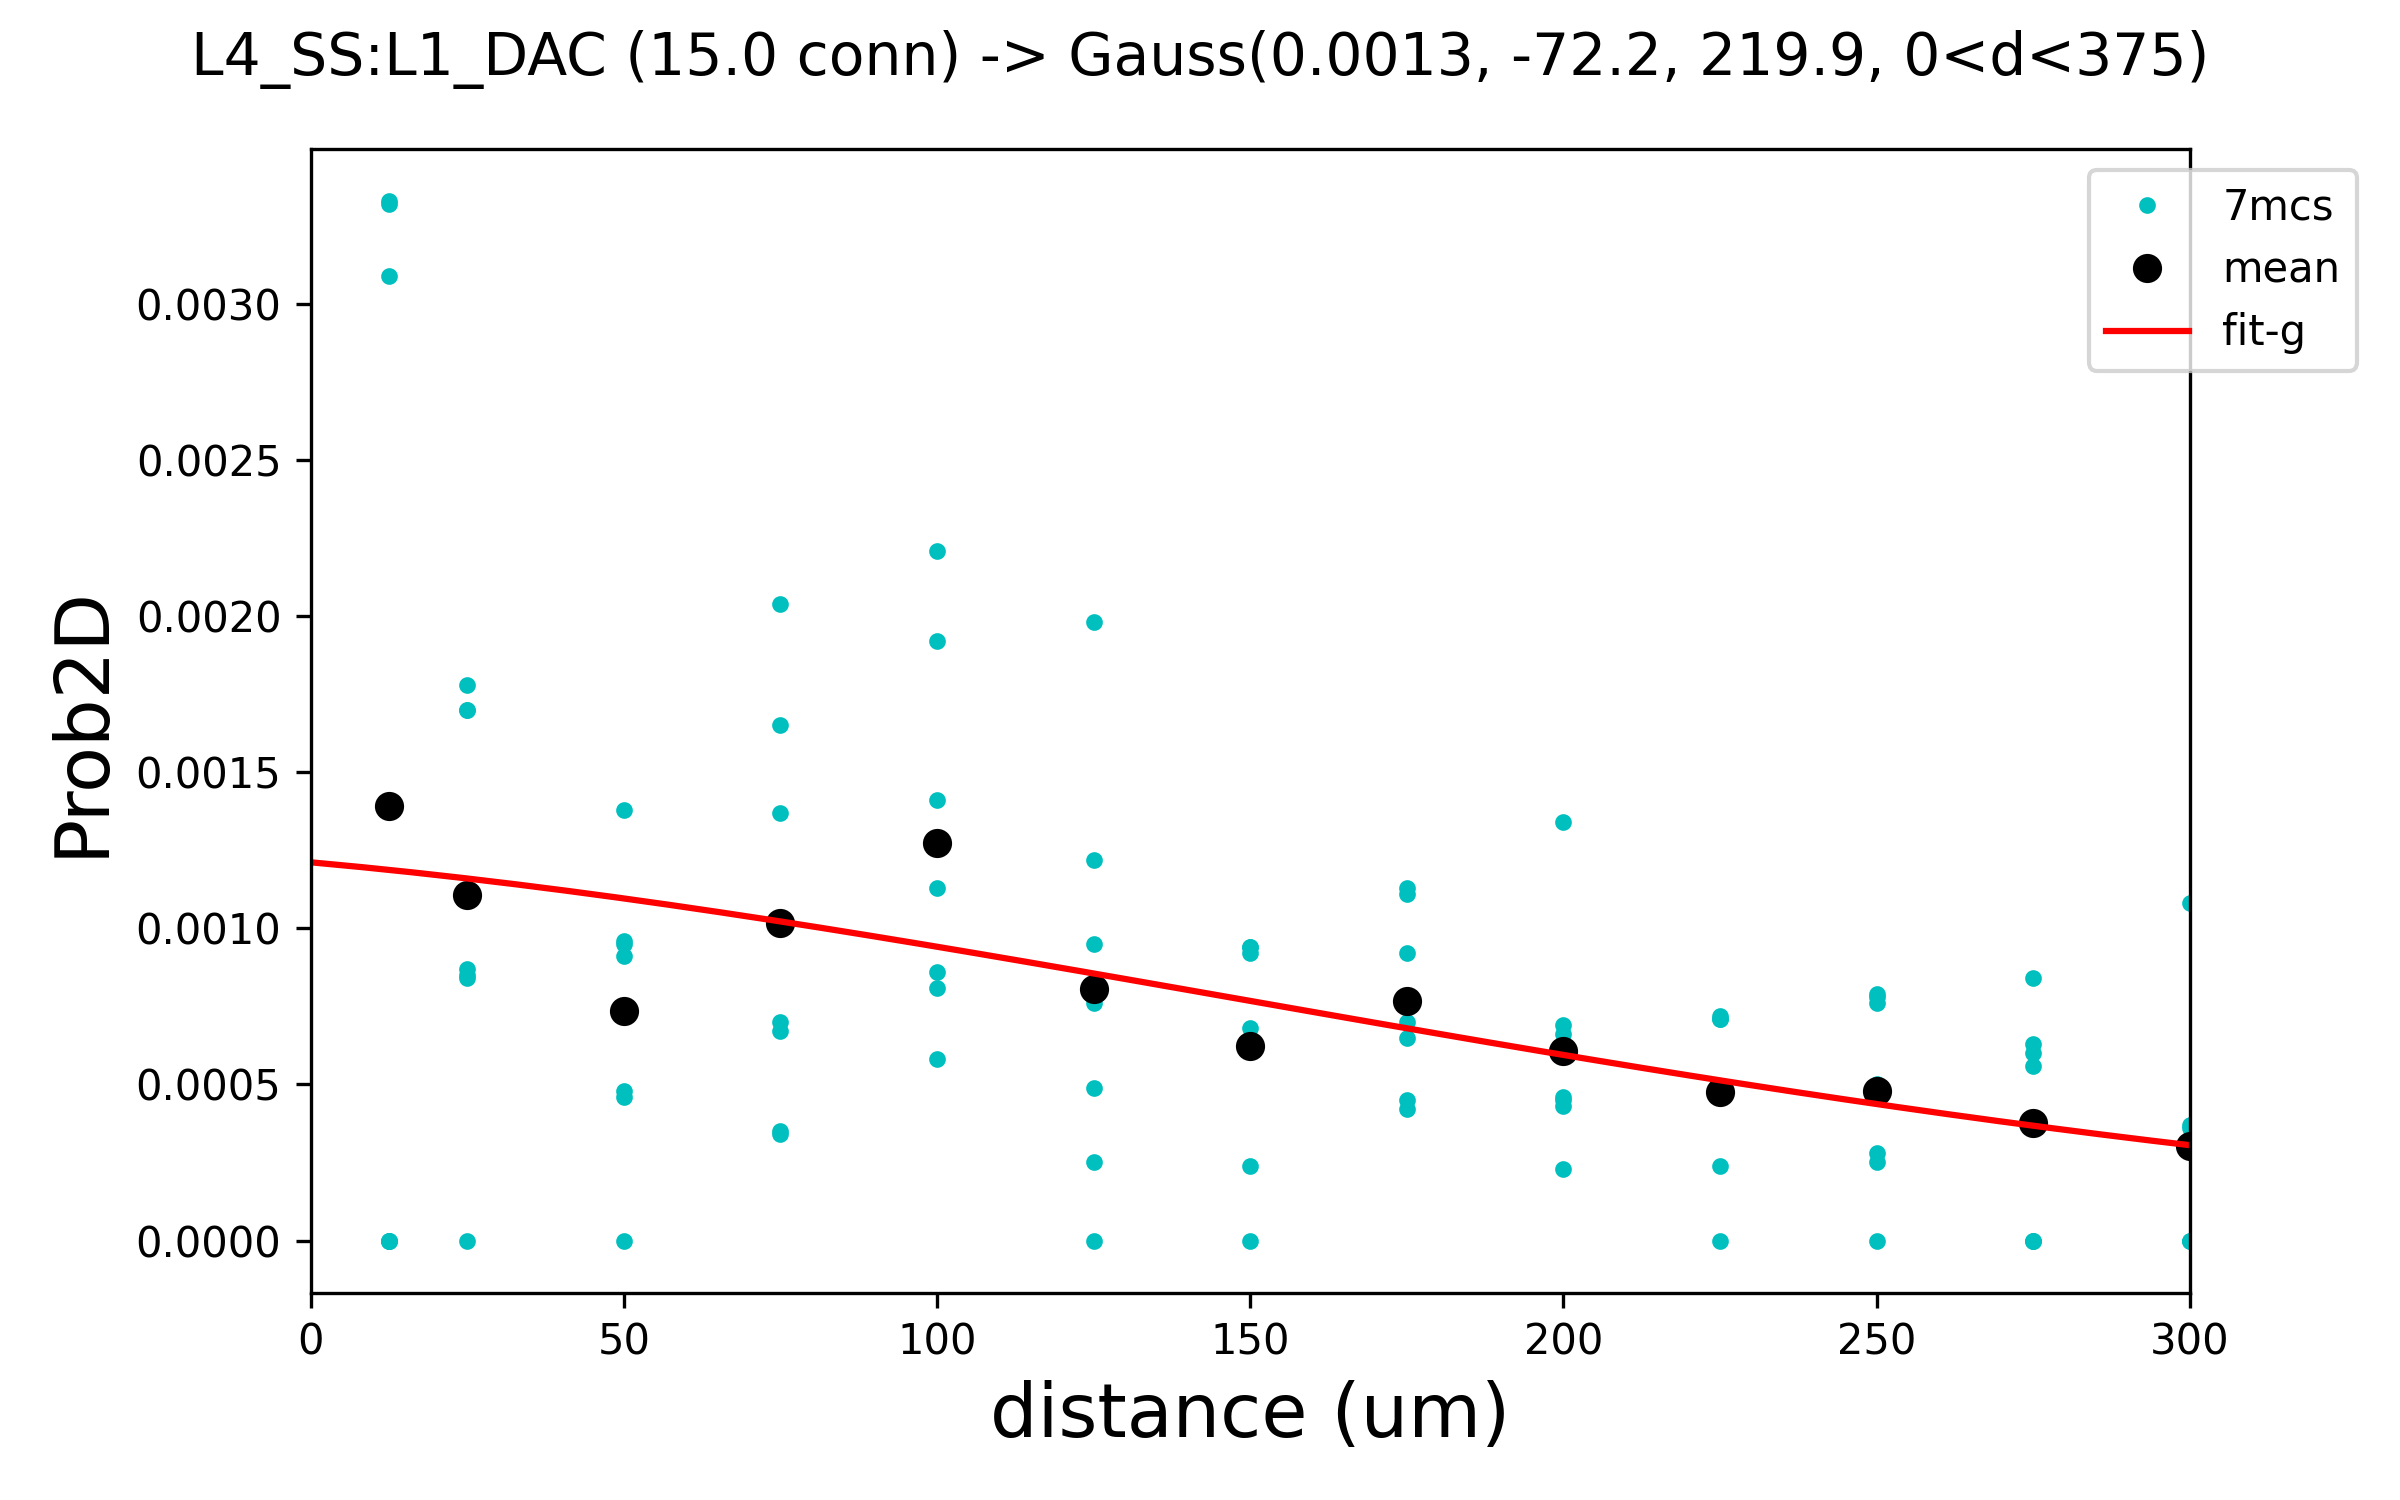 L4_SS:L1_DAC (15.0 conn) -> Gauss(0.0013, -72.2, 219.9, 0<d<375)
7mcs
mean
fit-g
Prob2D
0.0030
0.0025
0.0020
0.0015
0.0010
0.0005
0.0000
0 50 100 150 200 250 300
distance (um)